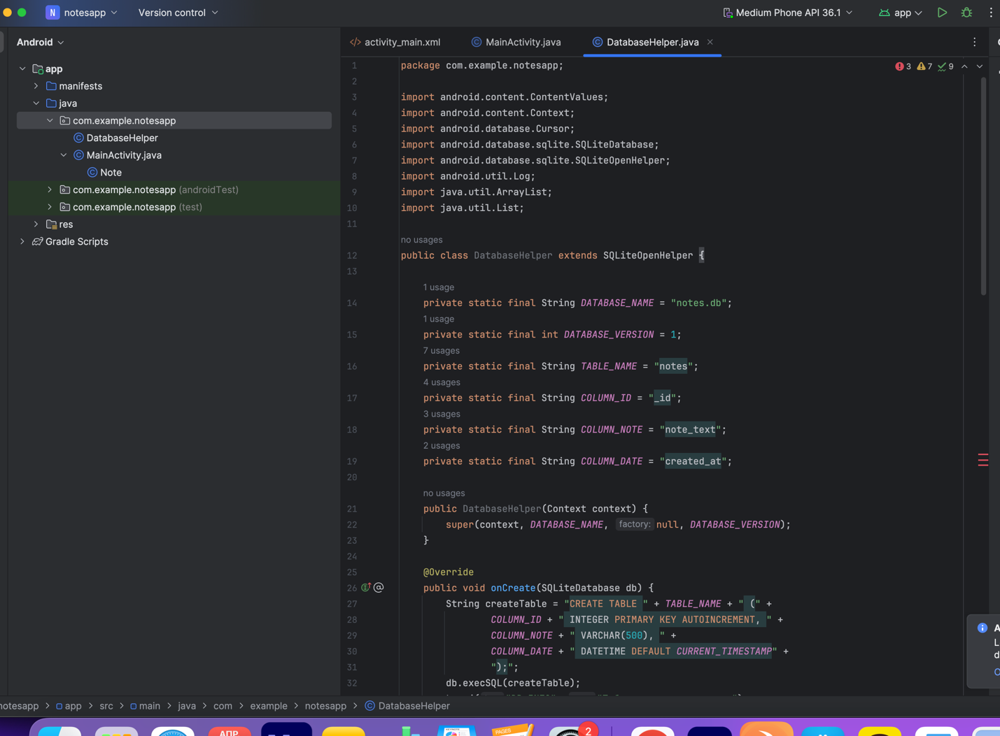 N notesapp Version control Medium Phone API 36.1 app
Android
app
manifests
java
com.example.notesapp
DatabaseHelper
MainActivity.java
Note
com.example.notesapp (androidTest)
com.example.notesapp (test)
res
Gradle Scripts
activity_main.xml MainActivity.java DatabaseHelper.java
3 7 9
1 package com.example.notesapp;
2
3 import android.content.ContentValues;
4 import android.content.Context;
5 import android.database.Cursor;
6 import android.database.sqlite.SQLiteDatabase;
7 import android.database.sqlite.SQLiteOpenHelper;
8 import android.util.Log;
9 import java.util.ArrayList;
10 import java.util.List;
11
no usages
12 public class DatabaseHelper extends SQLiteOpenHelper {
13
1 usage
14 private static final String DATABASE_NAME = "notes.db";
1 usage
15 private static final int DATABASE_VERSION = 1;
7 usages
16 private static final String TABLE_NAME = "notes";
4 usages
17 private static final String COLUMN_ID = "_id";
3 usages
18 private static final String COLUMN_NOTE = "note_text";
2 usages
19 private static final String COLUMN_DATE = "created_at";
20
no usages
21 public DatabaseHelper(Context context) {
22 super(context, DATABASE_NAME, factory: null, DATABASE_VERSION);
23 }
24
25 @Override
26 public void onCreate(SQLiteDatabase db) {
27 String createTable = "CREATE TABLE " + TABLE_NAME + " (" +
28 COLUMN_ID + " INTEGER PRIMARY KEY AUTOINCREMENT, " +
29 COLUMN_NOTE + " VARCHAR(500), " +
30 COLUMN_DATE + " DATETIME DEFAULT CURRENT_TIMESTAMP" +
31 ");";
32 db.execSQL(createTable);
notesapp > app > src > main > java > com > example > notesapp > DatabaseHelper
АПР
PAGES
2